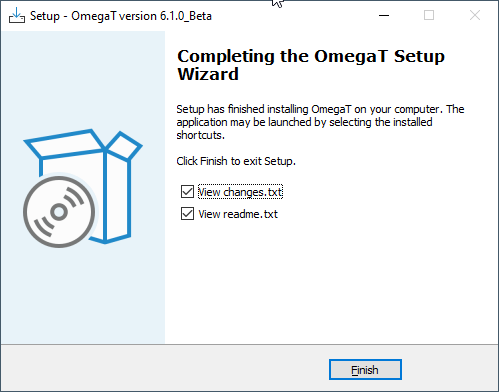 Setup - OmegaT version 6.1.0_Beta
Completing the OmegaT Setup
Wizard
Setup has finished installing OmegaT on your computer. The
application may be launched by selecting the installed
shortcuts.
Click Finish to exit Setup.
View changes.txt
View readme.txt
Finish